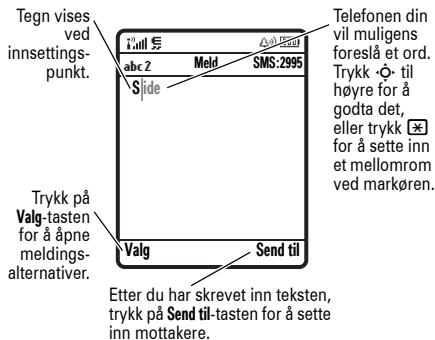 Tegn vises
ved
innsettings-
punkt.
Telefonen din
vil muligens
foreslå et ord.
Trykk til
høyre for å
godta det,
eller trykk
for å sette inn
et mellomrom
ved markøren.
abc 2 Meld. SMS:2995
Slide
Valg Send til
Trykk på
Valg-tasten
for å åpne
meldings-
alternativer.
Etter du har skrevet inn teksten,
trykk på Send til-tasten for å sette
inn mottakere.